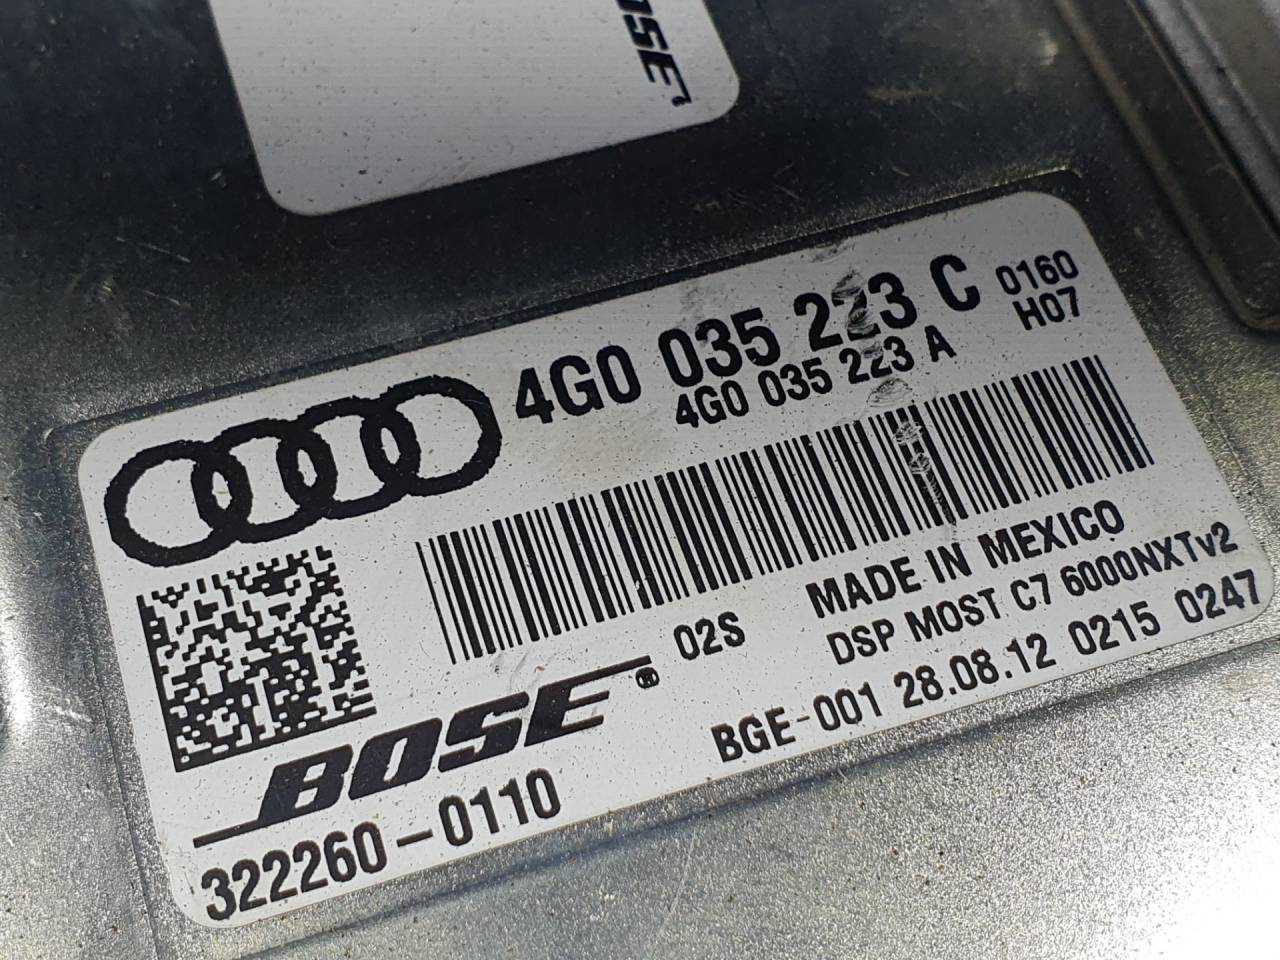 BOSE
4G0 035 223 C 0160
4G0 035 223 A H07
MADE IN MEXICO
02S DSP MOST C7 6000NXTv2
BGE-001 28.08.12 0215 0247
BOSE®
322260-0110